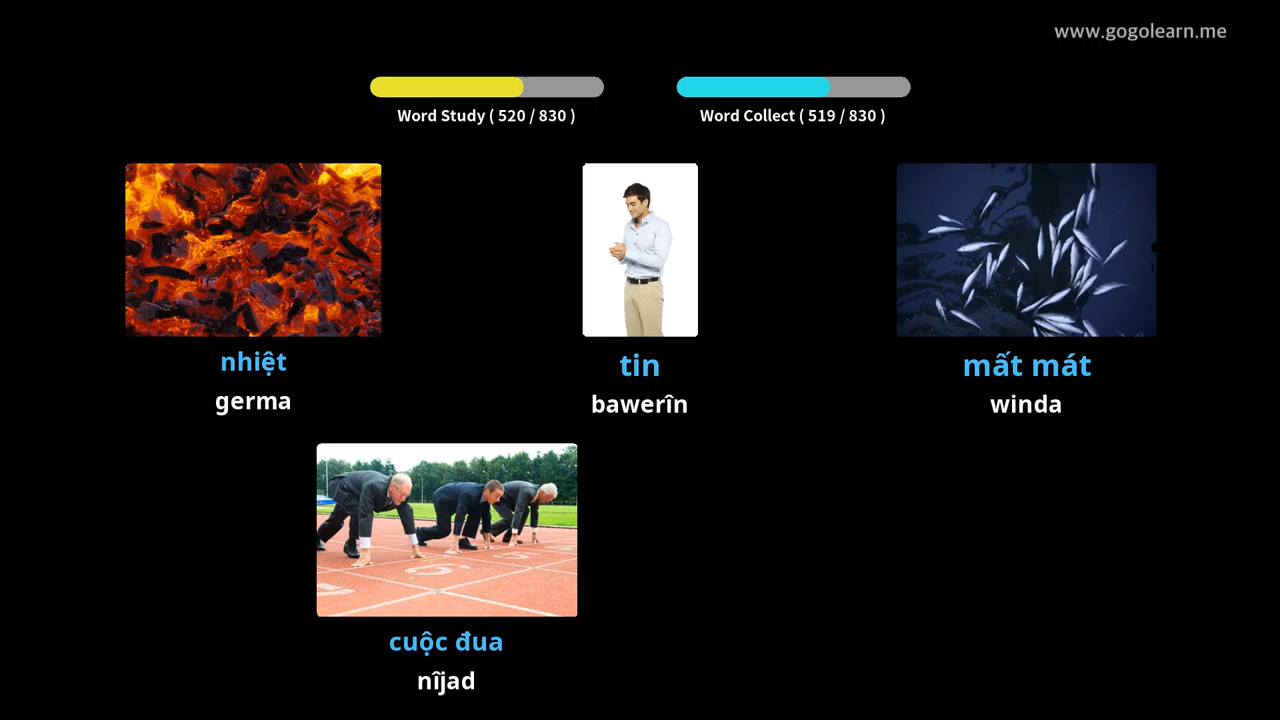 www.gogolearn.me
Word Study ( 520 / 830 )
Word Collect ( 519 / 830 )
nhiệt
germa
tin
bawerîn
mất mát
winda
cuộc đua
nîjad